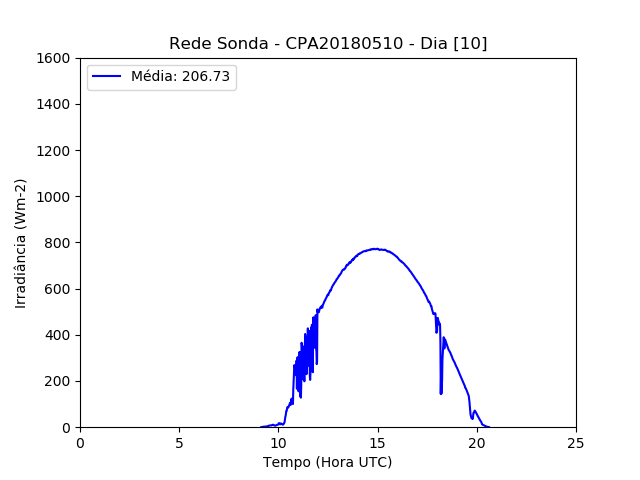 Rede Sonda - CPA20180510 - Dia [10]
Média: 206.73
Irradiância (Wm-2)
1600
1400
1200
1000
800
600
400
200
0
0 5 10 15 20 25
Tempo (Hora UTC)